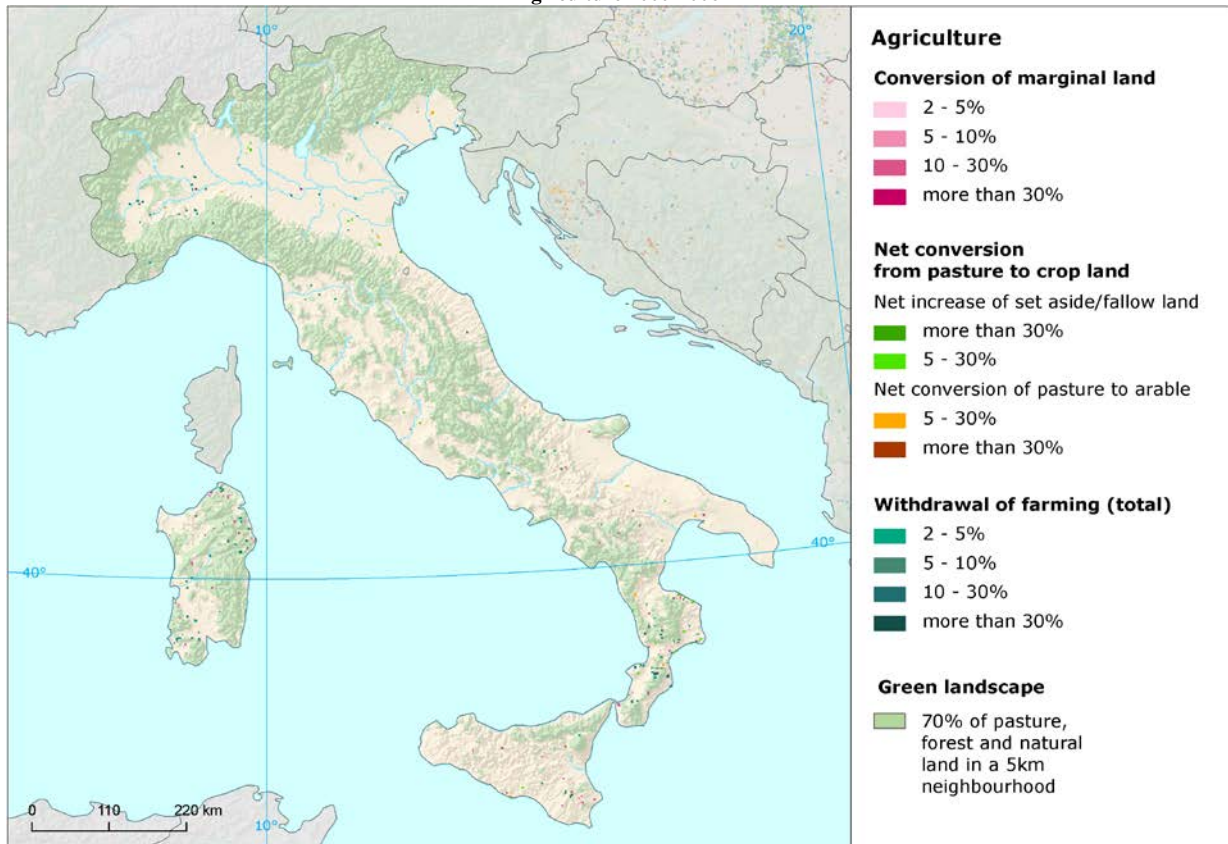 10°
20°
40°
40°
10°
0 110 220 km
Agriculture
Conversion of marginal land
2 - 5%
5 - 10%
10 - 30%
more than 30%
Net conversion
from pasture to crop land
Net increase of set aside/fallow land
more than 30%
5 - 30%
Net conversion of pasture to arable
5 - 30%
more than 30%
Withdrawal of farming (total)
2 - 5%
5 - 10%
10 - 30%
more than 30%
Green landscape
70% of pasture,
forest and natural
land in a 5km
neighbourhood